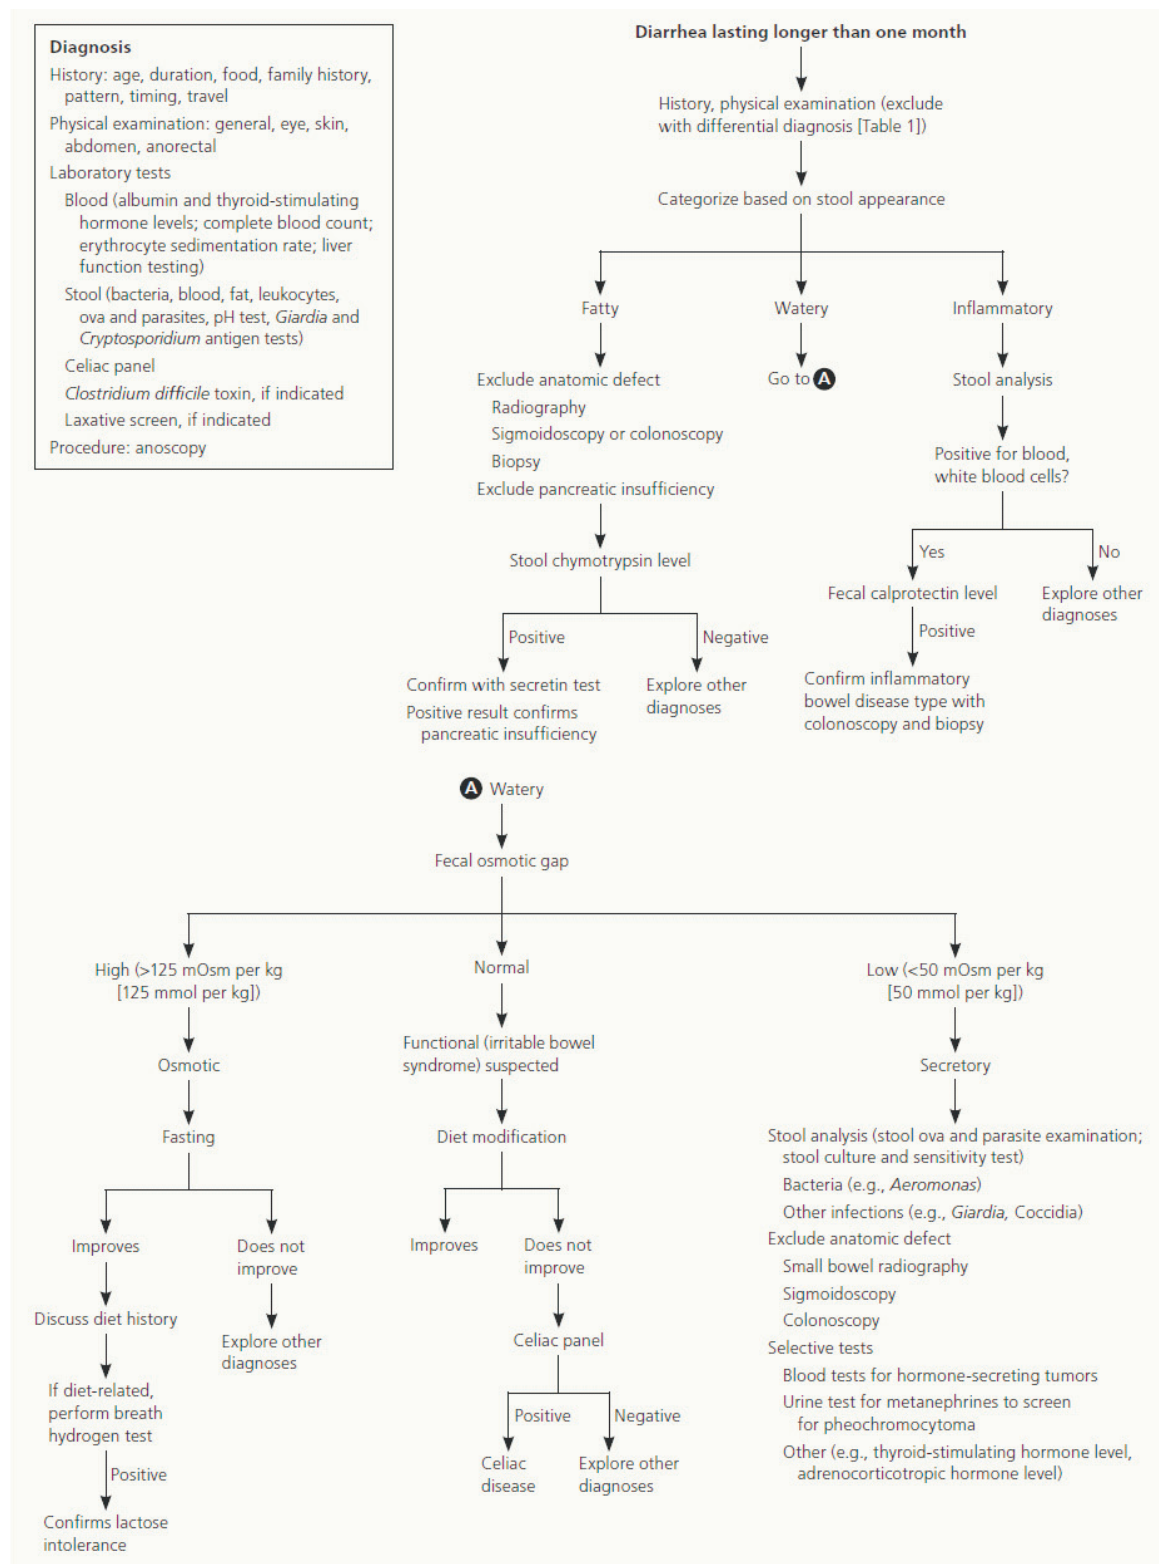 Diagnosis
History: age, duration, food, family history,
pattern, timing, travel
Physical examination: general, eye, skin,
abdomen, anorectal
Laboratory tests
Blood (albumin and thyroid-stimulating
hormone levels; complete blood count;
erythrocyte sedimentation rate; liver
function testing)
Stool (bacteria, blood, fat, leukocytes,
ova and parasites, pH test, Giardia and
Cryptosporidium antigen tests)
Celiac panel
Clostridium difficile toxin, if indicated
Laxative screen, if indicated
Procedure: anoscopy
Diarrhea lasting longer than one month
History, physical examination (exclude
with differential diagnosis [Table 1])
Categorize based on stool appearance
Fatty
Watery
Inflammatory
Exclude anatomic defect
Radiography
Sigmoidoscopy or colonoscopy
Biopsy
Exclude pancreatic insufficiency
Go to A
Stool analysis
Positive for blood,
white blood cells?
Stool chymotrypsin level
Yes
No
Fecal calprotectin level
Explore other
diagnoses
Positive
Negative
Positive
Confirm with secretin test
Positive result confirms
pancreatic insufficiency
Explore other
diagnoses
Confirm inflammatory
bowel disease type with
colonoscopy and biopsy
A Watery
Fecal osmotic gap
High (>125 mOsm per kg
[125 mmol per kg])
Normal
Low (<50 mOsm per kg
[50 mmol per kg])
Osmotic
Functional (irritable bowel
syndrome) suspected
Secretory
Fasting
Diet modification
Stool analysis (stool ova and parasite examination;
stool culture and sensitivity test)
Bacteria (e.g., Aeromonas)
Other infections (e.g., Giardia, Coccidia)
Exclude anatomic defect
Small bowel radiography
Sigmoidoscopy
Colonoscopy
Selective tests
Blood tests for hormone-secreting tumors
Urine test for metanephrines to screen
for pheochromocytoma
Other (e.g., thyroid-stimulating hormone level,
adrenocorticotropic hormone level)
Improves
Does not
improve
Improves
Does not
improve
Discuss diet history
Explore other
diagnoses
Celiac panel
If diet-related,
perform breath
hydrogen test
Positive
Negative
Positive
Celiac
disease
Explore other
diagnoses
Confirms lactose
intolerance